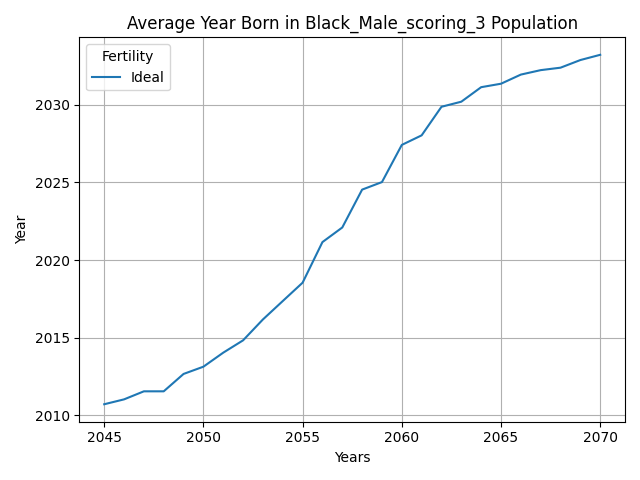 Average Year Born in Black_Male_scoring_3 Population
Fertility
Ideal
2030
2025
2020
2015
2010
Year
2045 2050 2055 2060 2065 2070
Years